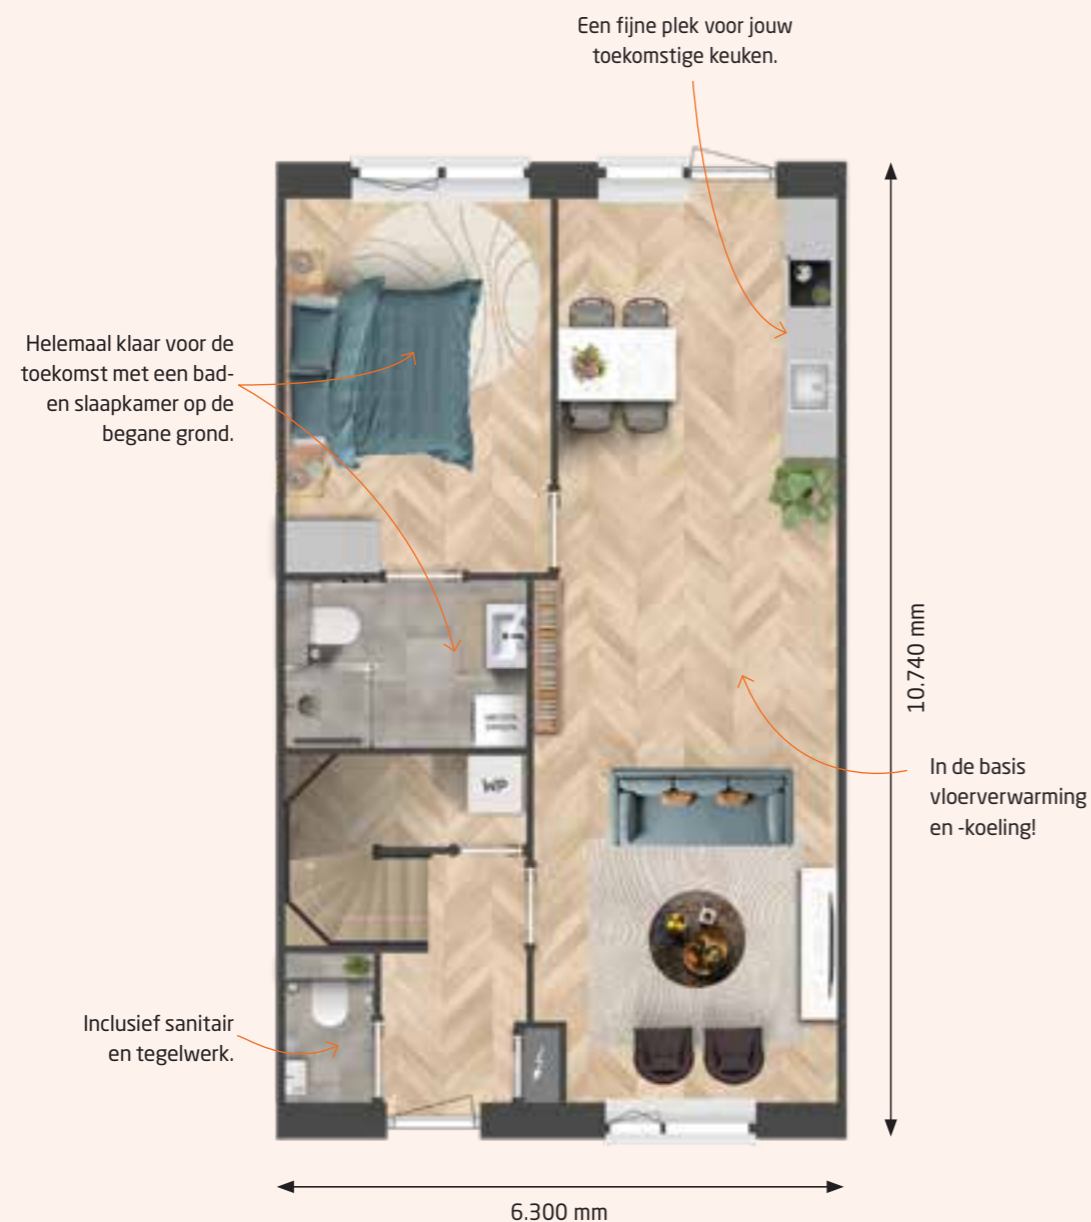 Een fijne plek voor jouw
toekomstige keuken.
Helemaal klaar voor de
toekomst met een bad-
en slaapkamer op de
begane grond.
WP
10.740 mm
In de basis
vloerverwarming
en -koeling!
Inclusief sanitair
en tegelwerk.
6.300 mm